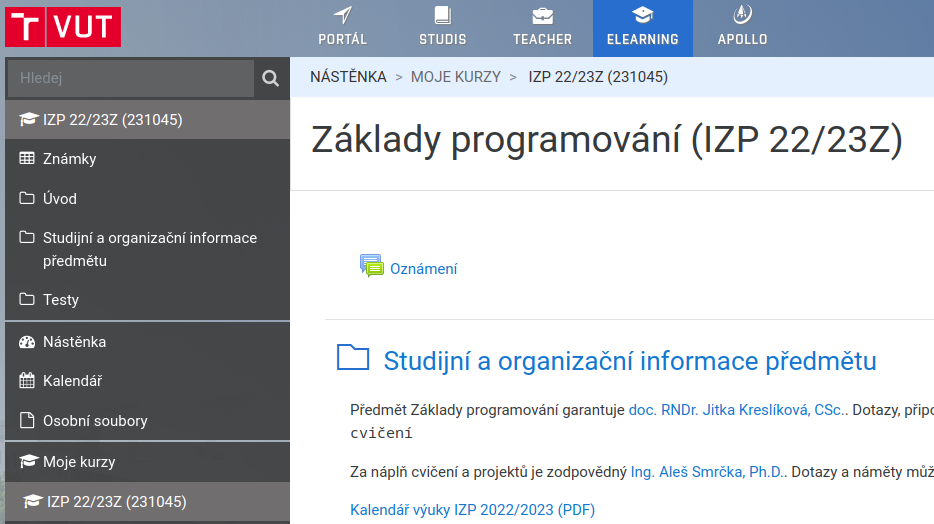 VUT
PORTÁL
STUDIS
TEACHER
ELEARNING
APOLLO
Hledej
NÁSTĚNKA > MOJE KURZY > IZP 22/23Z (231045)
IZP 22/23Z (231045)
Známky
Úvod
Studijní a organizační informace
předmětu
Testy
Nástěnka
Kalendář
Osobní soubory
Moje kurzy
IZP 22/23Z (231045)
Základy programování (IZP 22/23Z)
Oznámení
Studijní a organizační informace předmětu
Předmět Základy programování garantuje doc. RNDr. Jitka Kreslíková, CSc.. Dotazy, připo
cvičení
Za náplň cvičení a projektů je zodpovědný Ing. Aleš Smrčka, Ph.D.. Dotazy a náměty můž
Kalendář výuky IZP 2022/2023 (PDF)